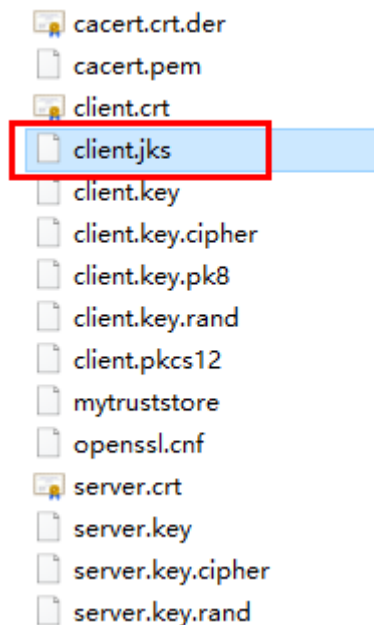 cacert.crt.der
cacert.pem
client.crt
client.jks
client.key
client.key.cipher
client.key.pk8
client.key.rand
client.pkcs12
mytruststore
openssl.cnf
server.crt
server.key
server.key.cipher
server.key.rand